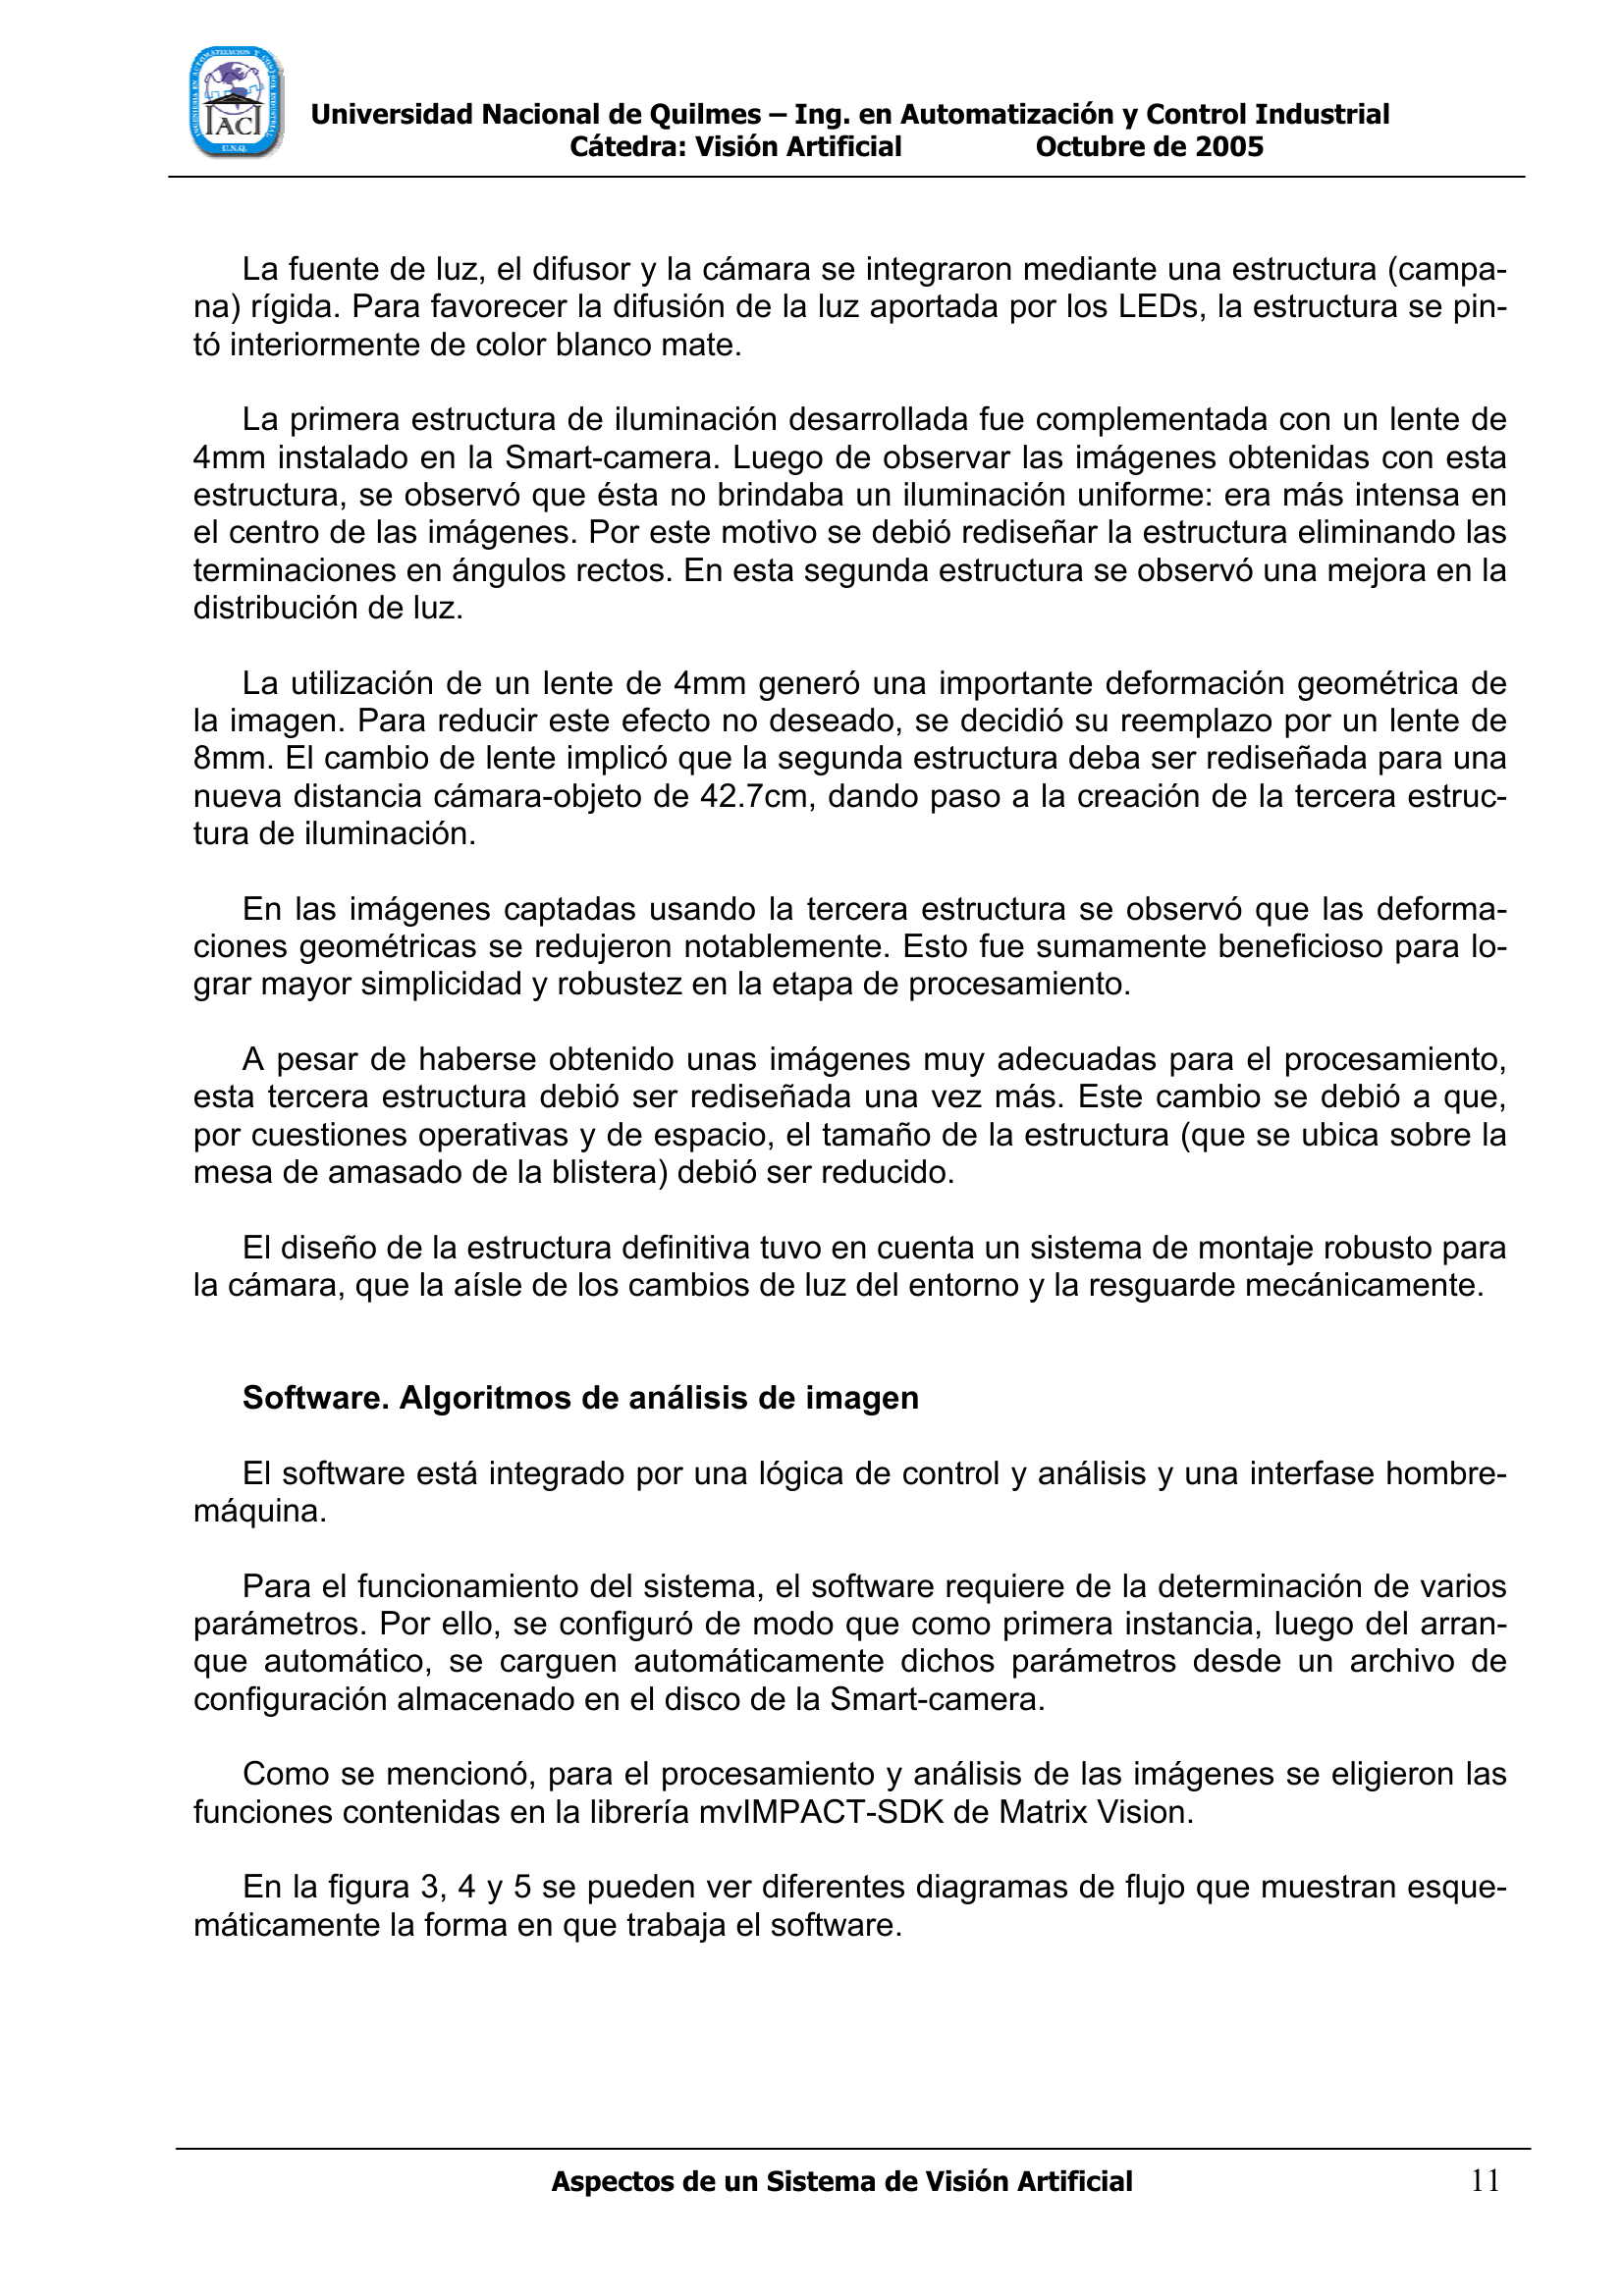 INGENIERIA EN AUTOMATIZACION Y CONTROL INDUSTRIAL
IACI
U.N.Q.
Universidad Nacional de Quilmes – Ing. en Automatización y Control Industrial
Cátedra: Visión Artificial Octubre de 2005
La fuente de luz, el difusor y la cámara se integraron mediante una estructura (campa-
na) rígida. Para favorecer la difusión de la luz aportada por los LEDs, la estructura se pin-
tó interiormente de color blanco mate.
La primera estructura de iluminación desarrollada fue complementada con un lente de
4mm instalado en la Smart-camera. Luego de observar las imágenes obtenidas con esta
estructura, se observó que ésta no brindaba un iluminación uniforme: era más intensa en
el centro de las imágenes. Por este motivo se debió rediseñar la estructura eliminando las
terminaciones en ángulos rectos. En esta segunda estructura se observó una mejora en la
distribución de luz.
La utilización de un lente de 4mm generó una importante deformación geométrica de
la imagen. Para reducir este efecto no deseado, se decidió su reemplazo por un lente de
8mm. El cambio de lente implicó que la segunda estructura deba ser rediseñada para una
nueva distancia cámara-objeto de 42.7cm, dando paso a la creación de la tercera estruc-
tura de iluminación.
En las imágenes captadas usando la tercera estructura se observó que las deforma-
ciones geométricas se redujeron notablemente. Esto fue sumamente beneficioso para lo-
grar mayor simplicidad y robustez en la etapa de procesamiento.
A pesar de haberse obtenido unas imágenes muy adecuadas para el procesamiento,
esta tercera estructura debió ser rediseñada una vez más. Este cambio se debió a que,
por cuestiones operativas y de espacio, el tamaño de la estructura (que se ubica sobre la
mesa de amasado de la blistera) debió ser reducido.
El diseño de la estructura definitiva tuvo en cuenta un sistema de montaje robusto para
la cámara, que la aísle de los cambios de luz del entorno y la resguarde mecánicamente.
Software. Algoritmos de análisis de imagen
El software está integrado por una lógica de control y análisis y una interfase hombre-
máquina.
Para el funcionamiento del sistema, el software requiere de la determinación de varios
parámetros. Por ello, se configuró de modo que como primera instancia, luego del arran-
que automático, se carguen automáticamente dichos parámetros desde un archivo de
configuración almacenado en el disco de la Smart-camera.
Como se mencionó, para el procesamiento y análisis de las imágenes se eligieron las
funciones contenidas en la librería mvIMPACT-SDK de Matrix Vision.
En la figura 3, 4 y 5 se pueden ver diferentes diagramas de flujo que muestran esque-
máticamente la forma en que trabaja el software.
Aspectos de un Sistema de Visión Artificial 11